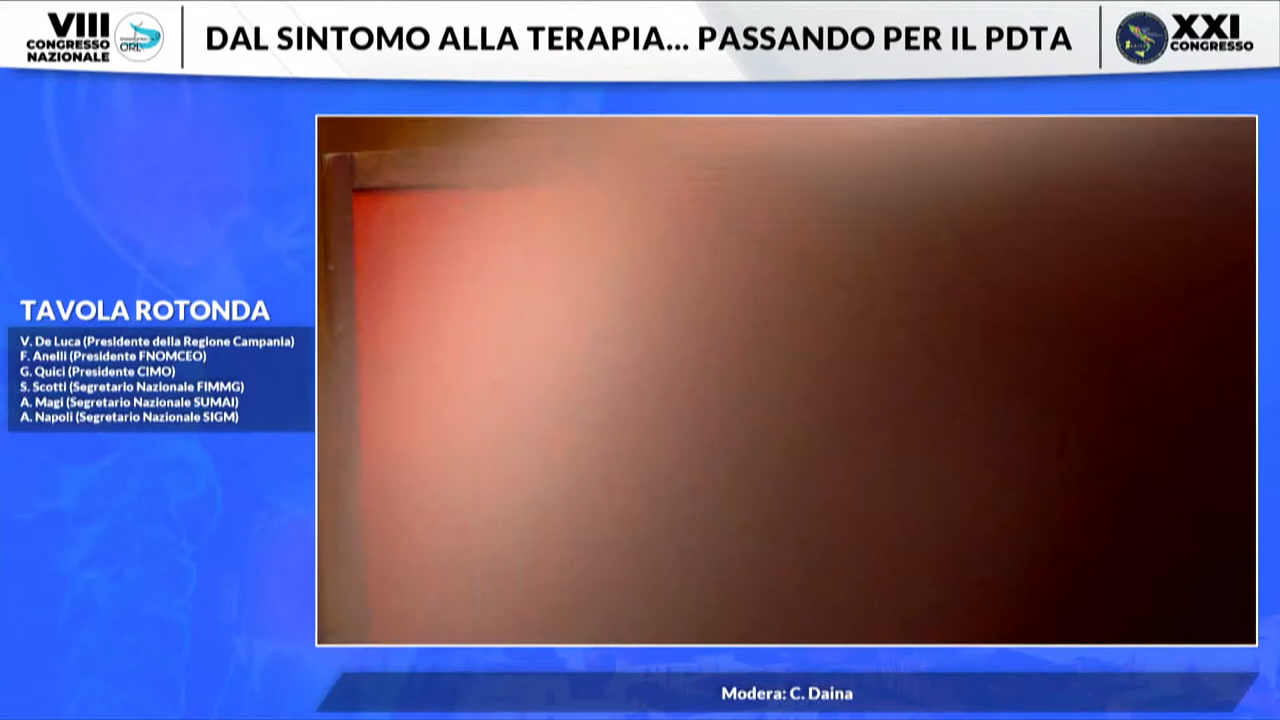 VIII
CONGRESSO
NAZIONALE
ORL
DAL SINTOMO ALLA TERAPIA... PASSANDO PER IL PDTA
XXI
CONGRESSO
TAVOLA ROTONDA
V. De Luca (Presidente della Regione Campania)
F. Anelli (Presidente FNOMCEO)
G. Quici (Presidente CIMO)
S. Scotti (Segretario Nazionale FIMMG)
A. Magi (Segretario Nazionale SUMAI)
A. Napoli (Segretario Nazionale SIGM)
Modera: C. Daina